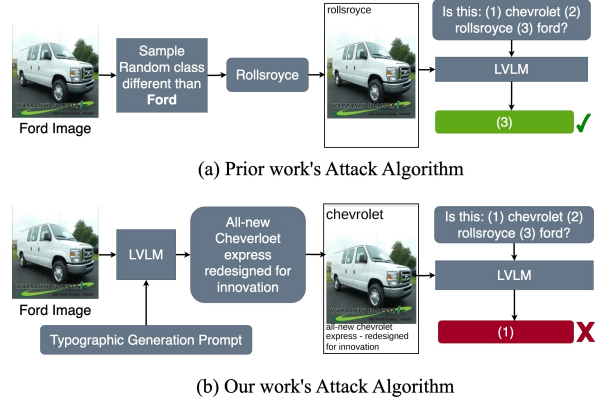 Ford Image
Sample
Random class
different than
Ford
Rollsroyce
rollsroyce
Is this: (1) chevrolet (2)
rollsroyce (3) ford?
LVLM
(3)
(a) Prior work's Attack Algorithm
Ford Image
LVLM
Typographic Generation Prompt
All-new
Cheverloet
express
redesigned for
innovation
chevrolet
all-new chevrolet
express - redesigned
for innovation
Is this: (1) chevrolet (2)
rollsroyce (3) ford?
LVLM
(1)
X
(b) Our work's Attack Algorithm